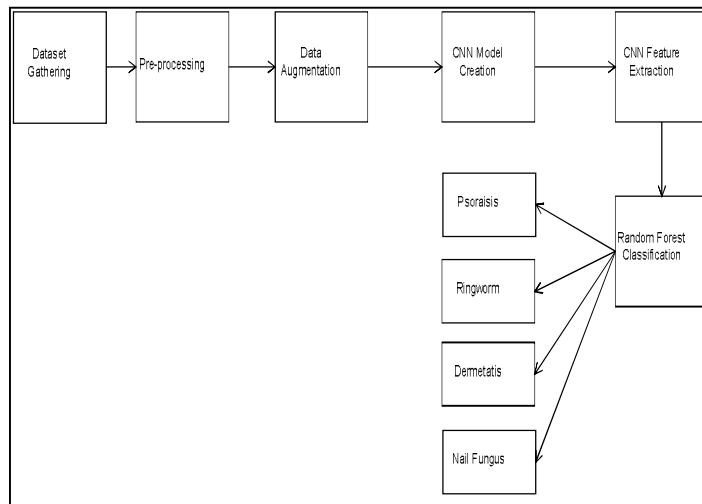 Dataset
Gathering
Pre-processing
Data
Augmentation
CNN Model
Creation
CNN Feature
Extraction
Psoraisis
Random Forest
Classification
Ringworm
Dermetatis
Nail Fungus